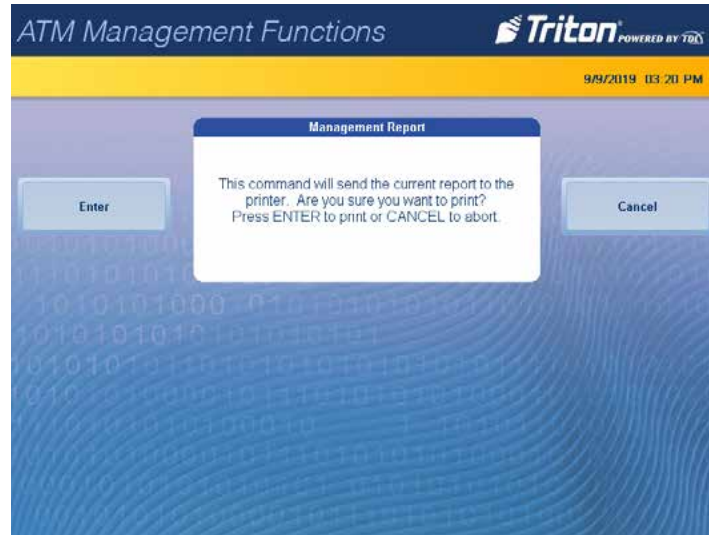 ATM Management Functions
Triton POWERED BY TDN
9/9/2019 03:20 PM
Management Report
This command will send the current report to the
printer. Are you sure you want to print?
Press ENTER to print or CANCEL to abort.
Enter
Cancel